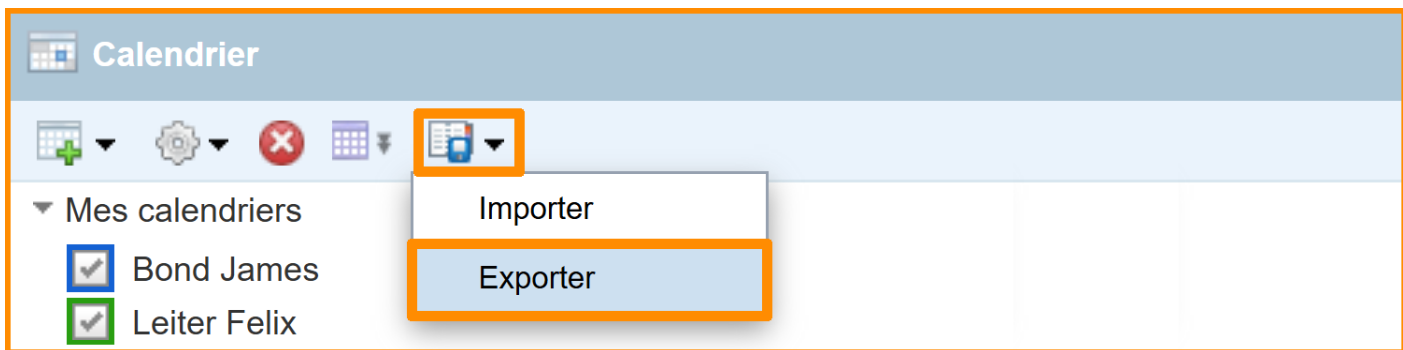 Calendrier
Mes calendriers
Bond James
Leiter Felix
Importer
Exporter